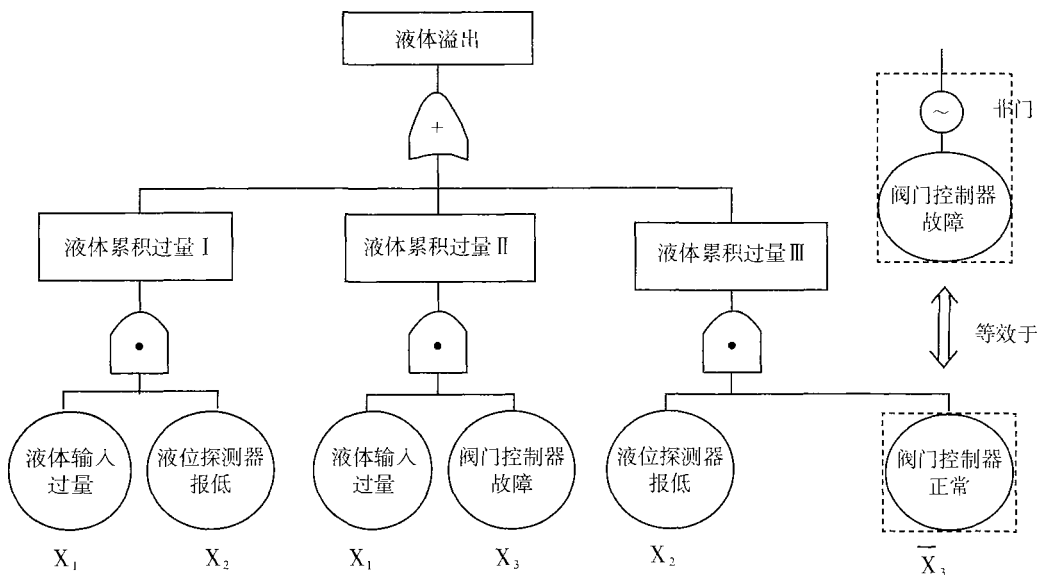 液体溢出
+
～
非门
阀门控制器
故障
液体累积过量Ⅰ
液体累积过量Ⅱ
液体累积过量Ⅲ
等效于
液体输入
过量
液位探测器
报低
液体输入
过量
阀门控制器
故障
液位探测器
报低
阀门控制器
正常
X₁
X₂
X₁
X₃
X₂
X̅₃